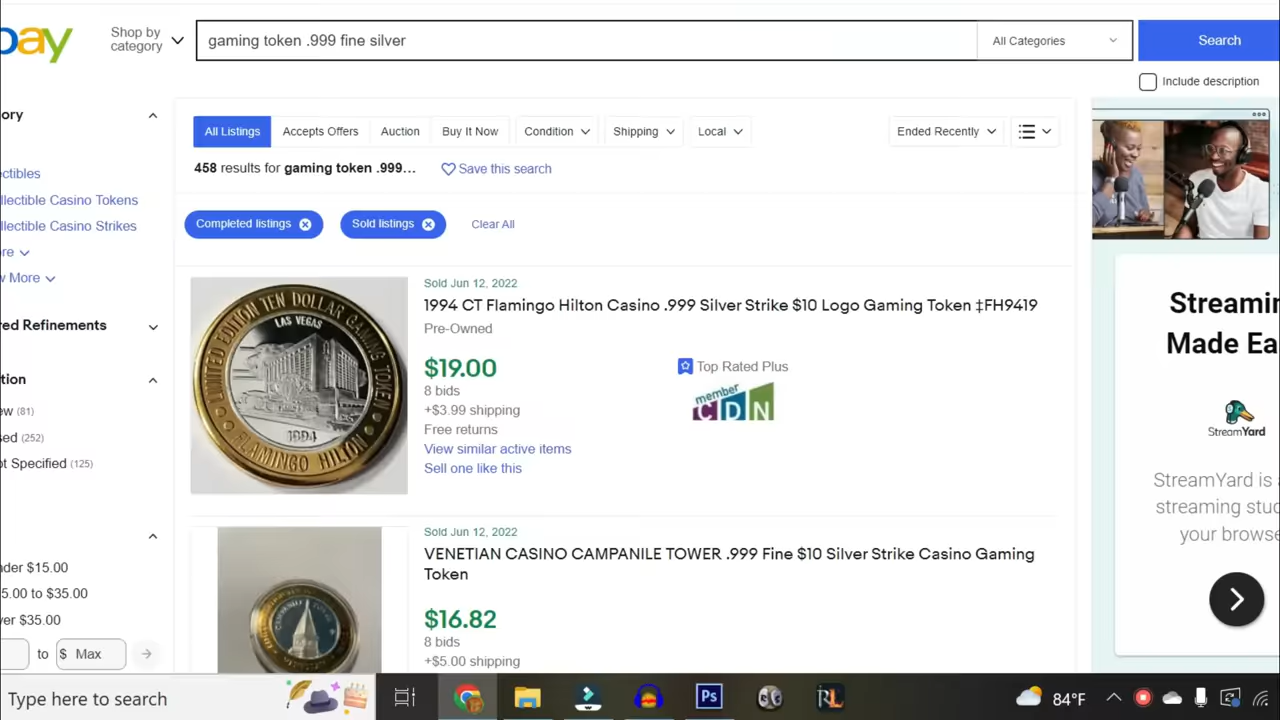 bay
Shop by
category
gaming token .999 fine silver
All Categories
Search
Include description
ory
ectibles
llectible Casino Tokens
llectible Casino Strikes
re
w More
red Refinements
tion
ew (81)
sed (252)
ot Specified (125)
nder $15.00
5.00 to $35.00
ver $35.00
to
$ Max
All Listings
Accepts Offers
Auction
Buy It Now
Condition
Shipping
Local
Ended Recently
458 results for gaming token .999...
Save this search
Completed listings
Sold listings
Clear All
LIMITED EDITION TEN DOLLAR GAMING TOKEN
LAS VEGAS
1994
FLAMINGO HILTON
Sold Jun 12, 2022
1994 CT Flamingo Hilton Casino .999 Silver Strike $10 Logo Gaming Token ‡FH9419
Pre-Owned
$19.00
8 bids
+$3.99 shipping
Free returns
View similar active items
Sell one like this
Top Rated Plus
member
CDN
Sold Jun 12, 2022
VENETIAN CASINO CAMPANILE TOWER .999 Fine $10 Silver Strike Casino Gaming
Token
$16.82
8 bids
+$5.00 shipping
Streamin
Made Ea
StreamYard
StreamYard is
streaming stud
your browse
Type here to search
Ps
RL
84°F